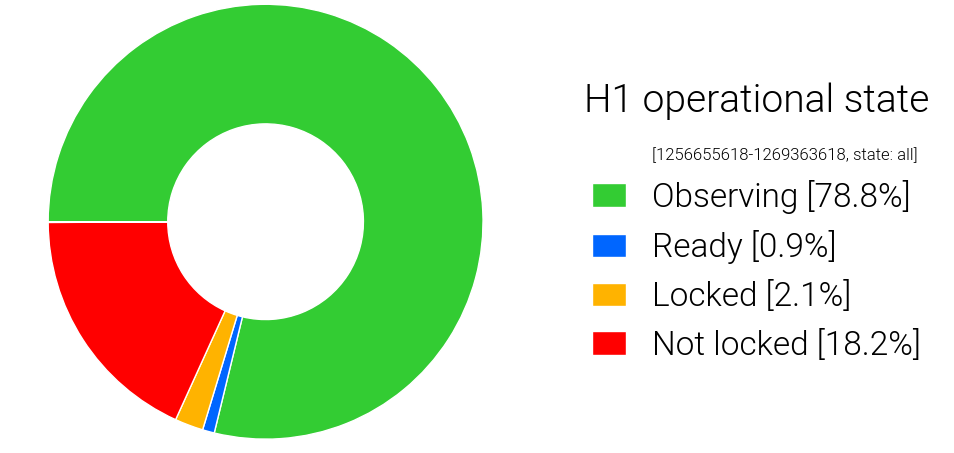 H1 operational state
[1256655618-1269363618, state: all]
Observing [78.8%]
Ready [0.9%]
Locked [2.1%]
Not locked [18.2%]